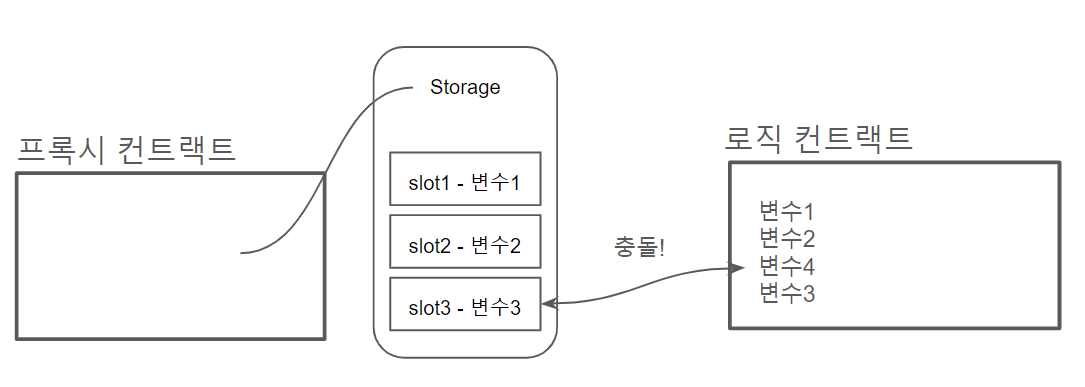 프록시 컨트랙트
Storage
slot1 - 변수1
slot2 - 변수2
slot3 - 변수3
충돌!
로직 컨트랙트
변수1
변수2
변수4
변수3